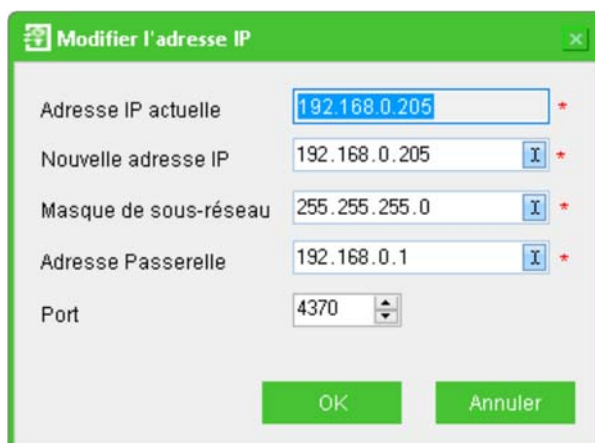 Modifier l'adresse IP
Adresse IP actuelle 192.168.0.205 *
Nouvelle adresse IP 192.168.0.205 *
Masque de sous-réseau 255.255.255.0 *
Adresse Passerelle 192.168.0.1 *
Port 4370
OK Annuler